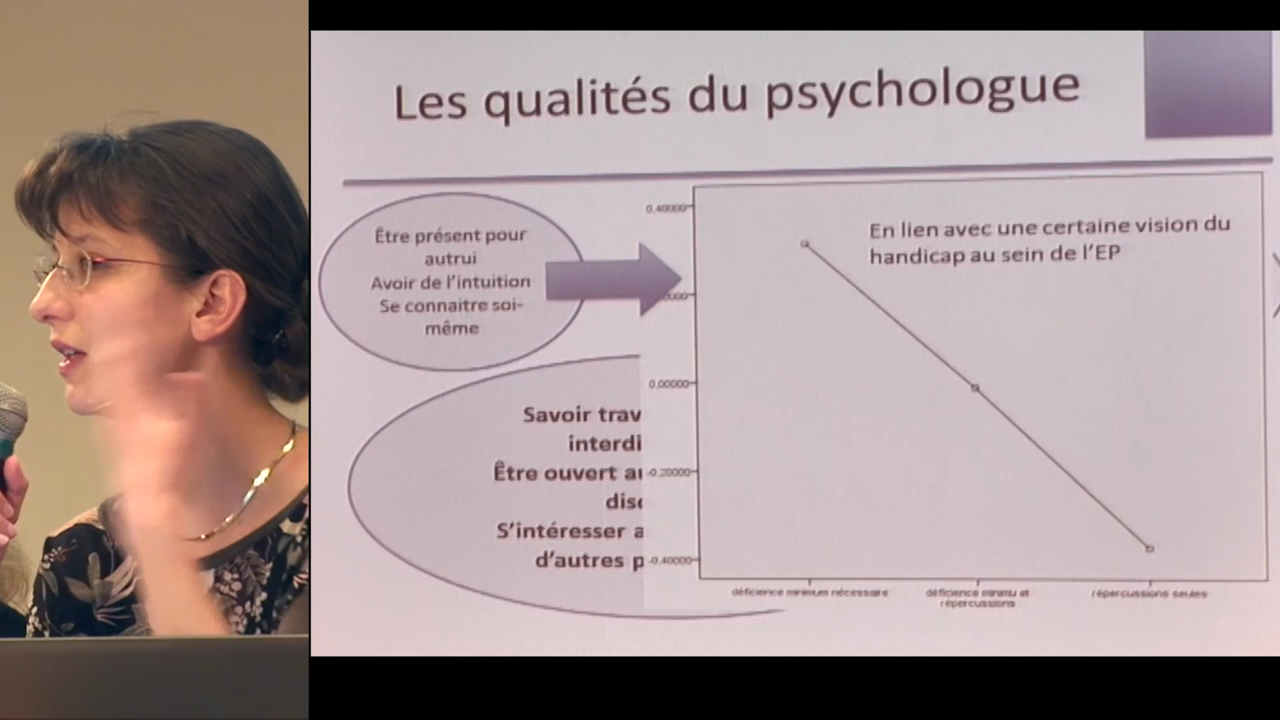 Les qualités du psychologue
Être présent pour
autrui
Avoir de l'intuition
Se connaitre soi-
même
Savoir trav
interdi
Être ouvert au
disc
S'intéresser a
d'autres p
0,40000
0000
0,00000
-0,20000
-0,40000
En lien avec une certaine vision du
handicap au sein de l'EP
déficience minimum nécessaire
déficience minimu et
répercussions
répercussions seules